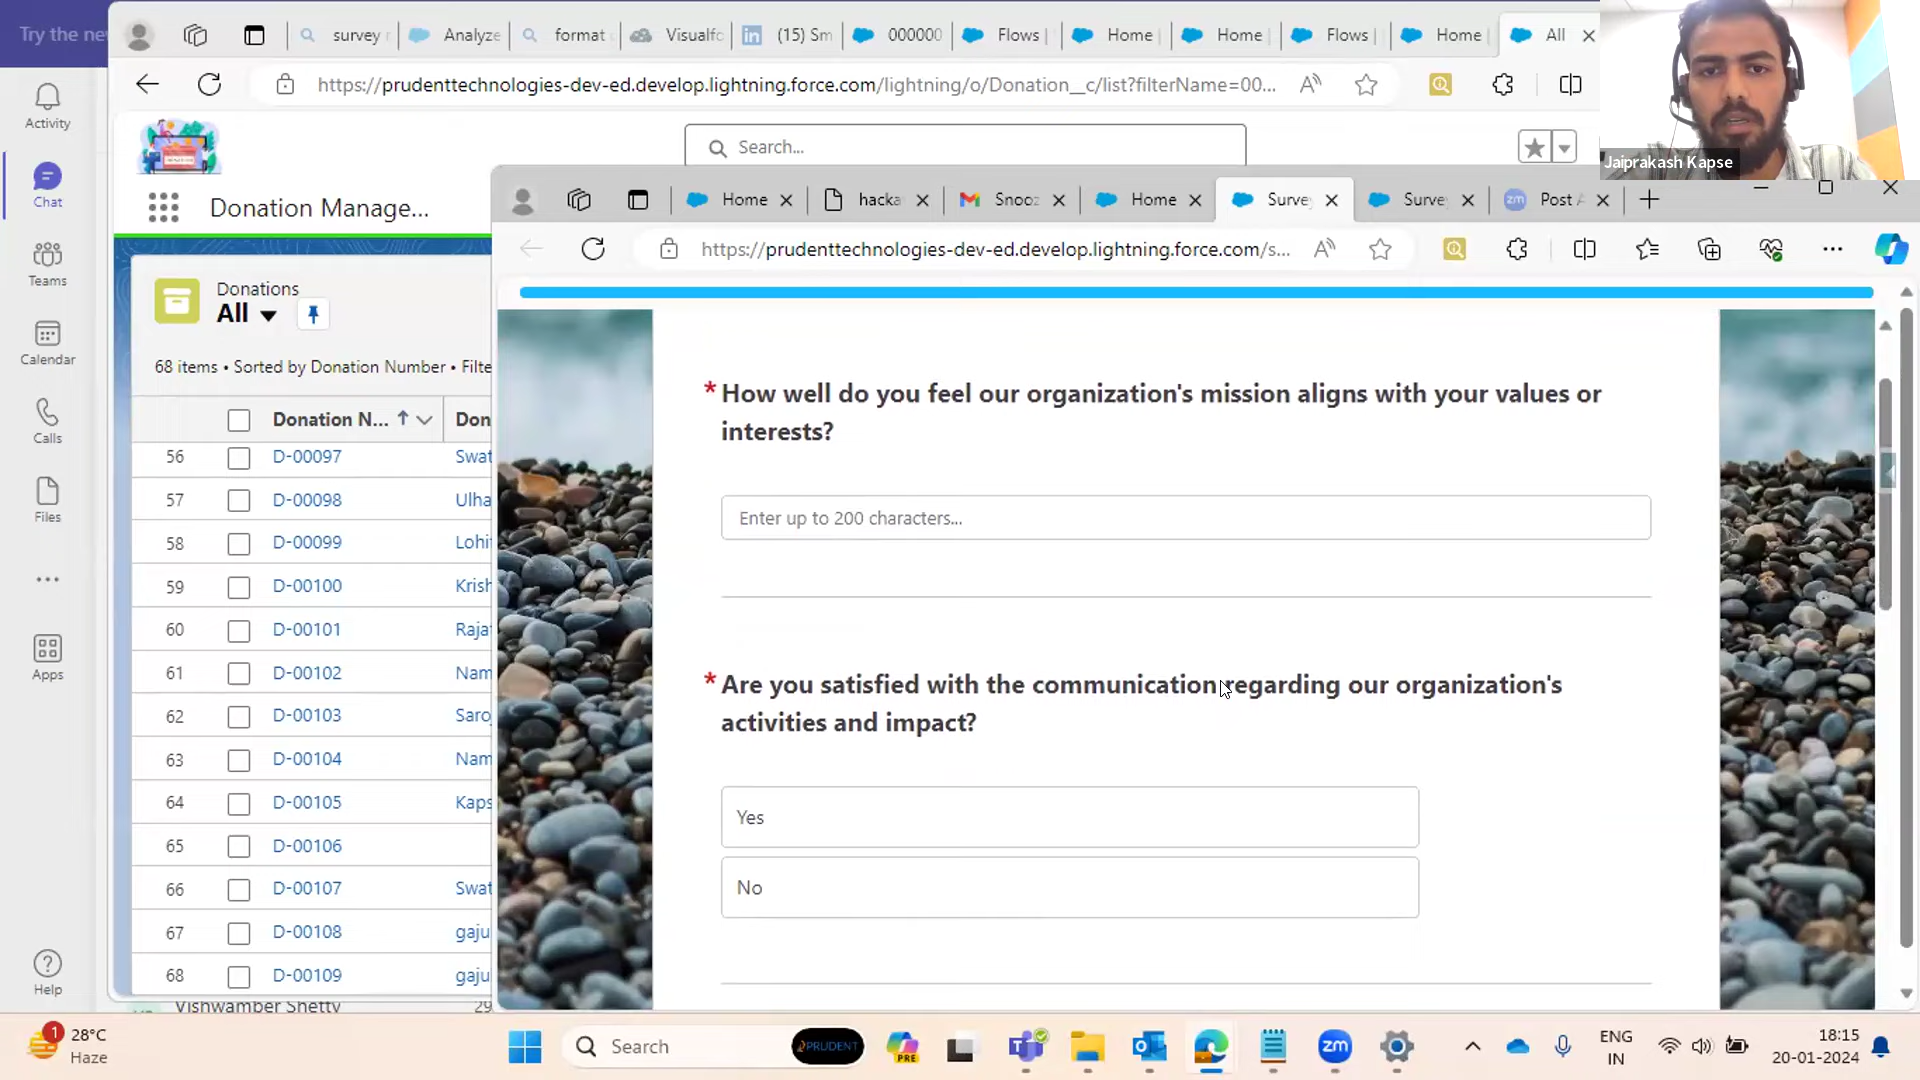 Try the ne
survey
Analyze
format
Visualfo
(15) Sm
000000
Flows |
Home |
Home |
Flows |
Home |
All
https://prudenttechnologies-dev-ed.develop.lightning.force.com/lightning/o/Donation__c/list?filterName=00...
Search...
Donation Manage...
Donations
All
68 items • Sorted by Donation Number • Filte
Donation N...
Don
56 D-00097 Swat
57 D-00098 Ulha
58 D-00099 Lohi
59 D-00100 Krish
60 D-00101 Raja
61 D-00102 Nam
62 D-00103 Saro
63 D-00104 Nam
64 D-00105 Kaps
65 D-00106
66 D-00107 Swat
67 D-00108 gaju
68 D-00109 gaju
Vishwamber Shetty 29
Activity
Chat
Teams
Calendar
Calls
Files
Apps
Help
Jaiprakash Kapse
Home
hacka
Snooz
Home
Surve
Surve
zm
Post A
https://prudenttechnologies-dev-ed.develop.lightning.force.com/s...
* How well do you feel our organization's mission aligns with your values or
interests?
Enter up to 200 characters...
* Are you satisfied with the communication regarding our organization's
activities and impact?
Yes
No
1
28°C
Haze
Search
PRUDENT
PRE
zm
ENG
IN
18:15
20-01-2024